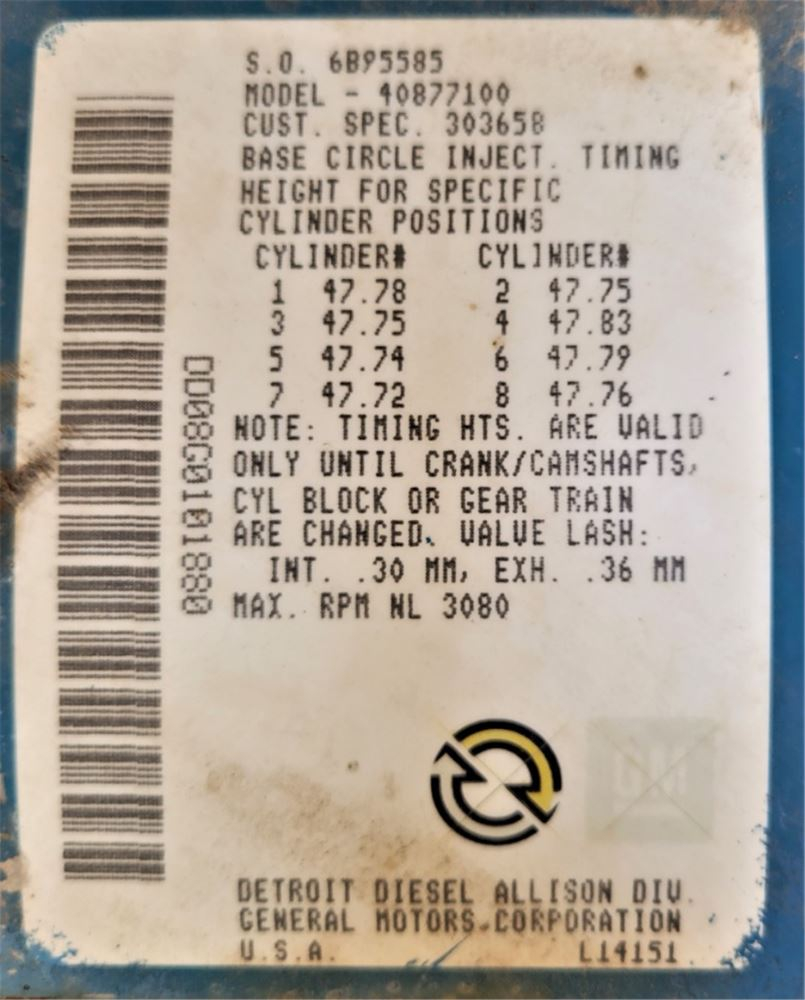 S.O. 6B95585
MODEL - 40877100
CUST. SPEC. 303658
BASE CIRCLE INJECT. TIMING
HEIGHT FOR SPECIFIC
CYLINDER POSITIONS
CYLINDER# CYLINDER#
1 47.78 2 47.75
3 47.75 4 47.83
5 47.74 6 47.79
7 47.72 8 47.76
NOTE: TIMING HTS. ARE VALID
ONLY UNTIL CRANK/CAMSHAFTS,
CYL BLOCK OR GEAR TRAIN
ARE CHANGED. VALVE LASH:
INT. .30 MM, EXH. .36 MM
MAX. RPM NL 3080
DD08G0101880
GM
DETROIT DIESEL ALLISON DIV.
GENERAL MOTORS CORPORATION
U.S.A. L14151